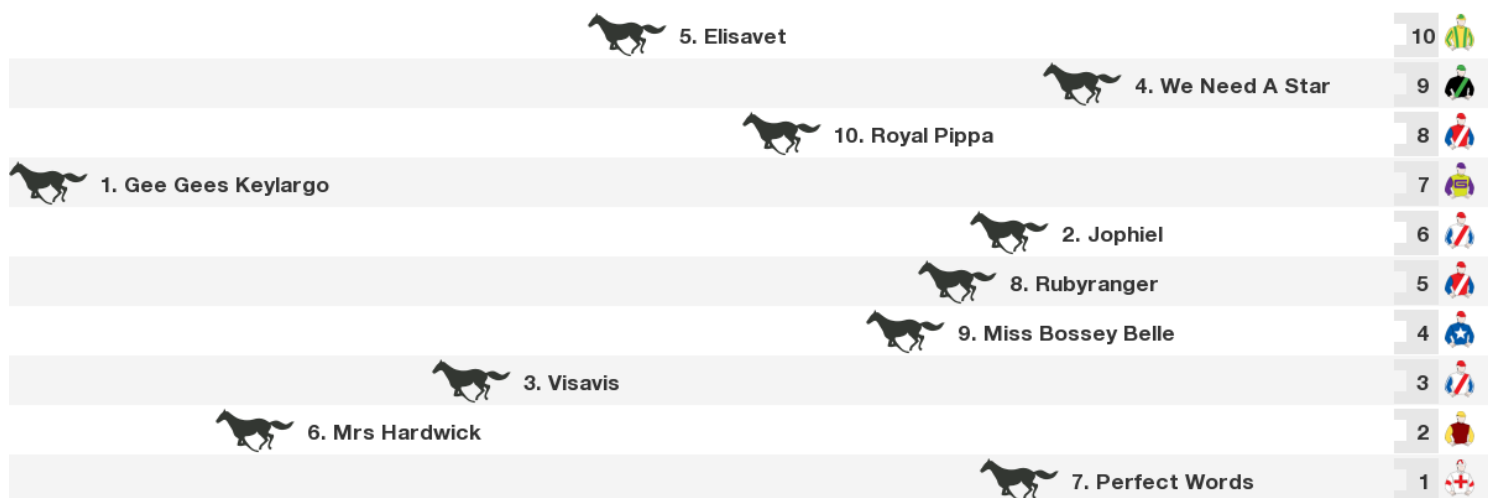 5. Elisavet 10
4. We Need A Star 9
10. Royal Pippa 8
1. Gee Gees Keylargo 7
2. Jophiel 6
8. Rubyranger 5
9. Miss Bossey Belle 4
3. Visavis 3
6. Mrs Hardwick 2
7. Perfect Words 1